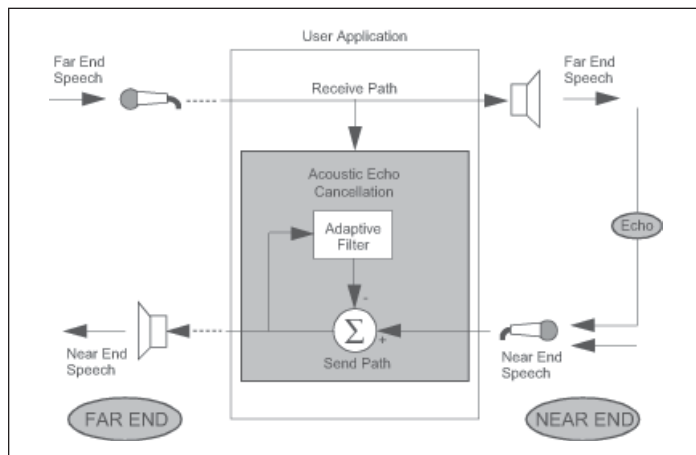 User Application
Far End
Speech
Receive Path
Far End
Speech
Acoustic Echo
Cancellation
Adaptive
Filter
Echo
-
Σ
+
Near End
Speech
Send Path
Near End
Speech
FAR END
NEAR END